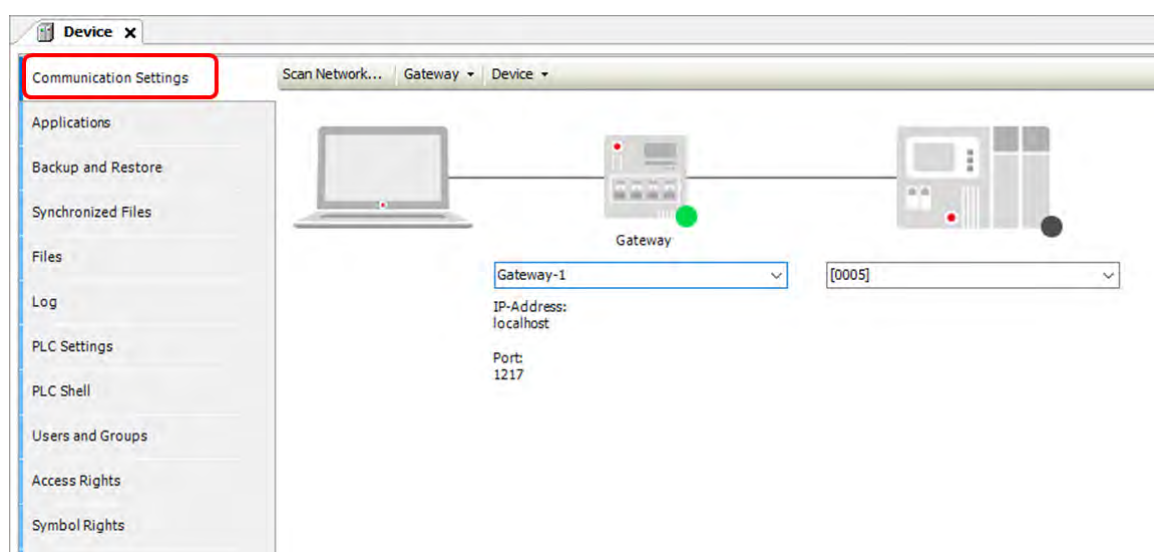 Device
Communication Settings
Applications
Backup and Restore
Synchronized Files
Files
Log
PLC Settings
PLC Shell
Users and Groups
Access Rights
Symbol Rights
Scan Network... Gateway Device
Gateway
Gateway-1
[0005]
IP-Address:
localhost
Port:
1217